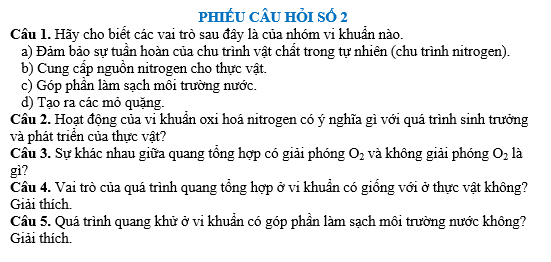 PHIẾU CÂU HỎI SỐ 2
Câu 1. Hãy cho biết các vai trò sau đây là của nhóm vi khuẩn nào.
a) Đảm bảo sự tuần hoàn của chu trình vật chất trong tự nhiên (chu trình nitrogen).
b) Cung cấp nguồn nitrogen cho thực vật.
c) Góp phần làm sạch môi trường nước.
d) Tạo ra các mỏ quặng.
Câu 2. Hoạt động của vi khuẩn oxi hoá nitrogen có ý nghĩa gì với quá trình sinh trưởng
và phát triển của thực vật?
Câu 3. Sự khác nhau giữa quang tổng hợp có giải phóng O₂ và không giải phóng O₂ là
gì?
Câu 4. Vai trò của quá trình quang tổng hợp ở vi khuẩn có giống với ở thực vật không?
Giải thích.
Câu 5. Quá trình quang khử ở vi khuẩn có góp phần làm sạch môi trường nước không?
Giải thích.